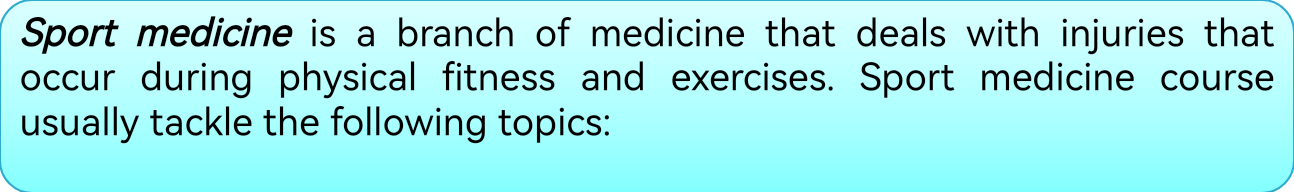 Sport medicine is a branch of medicine that deals with injuries that
occur during physical fitness and exercises. Sport medicine course
usually tackle the following topics: